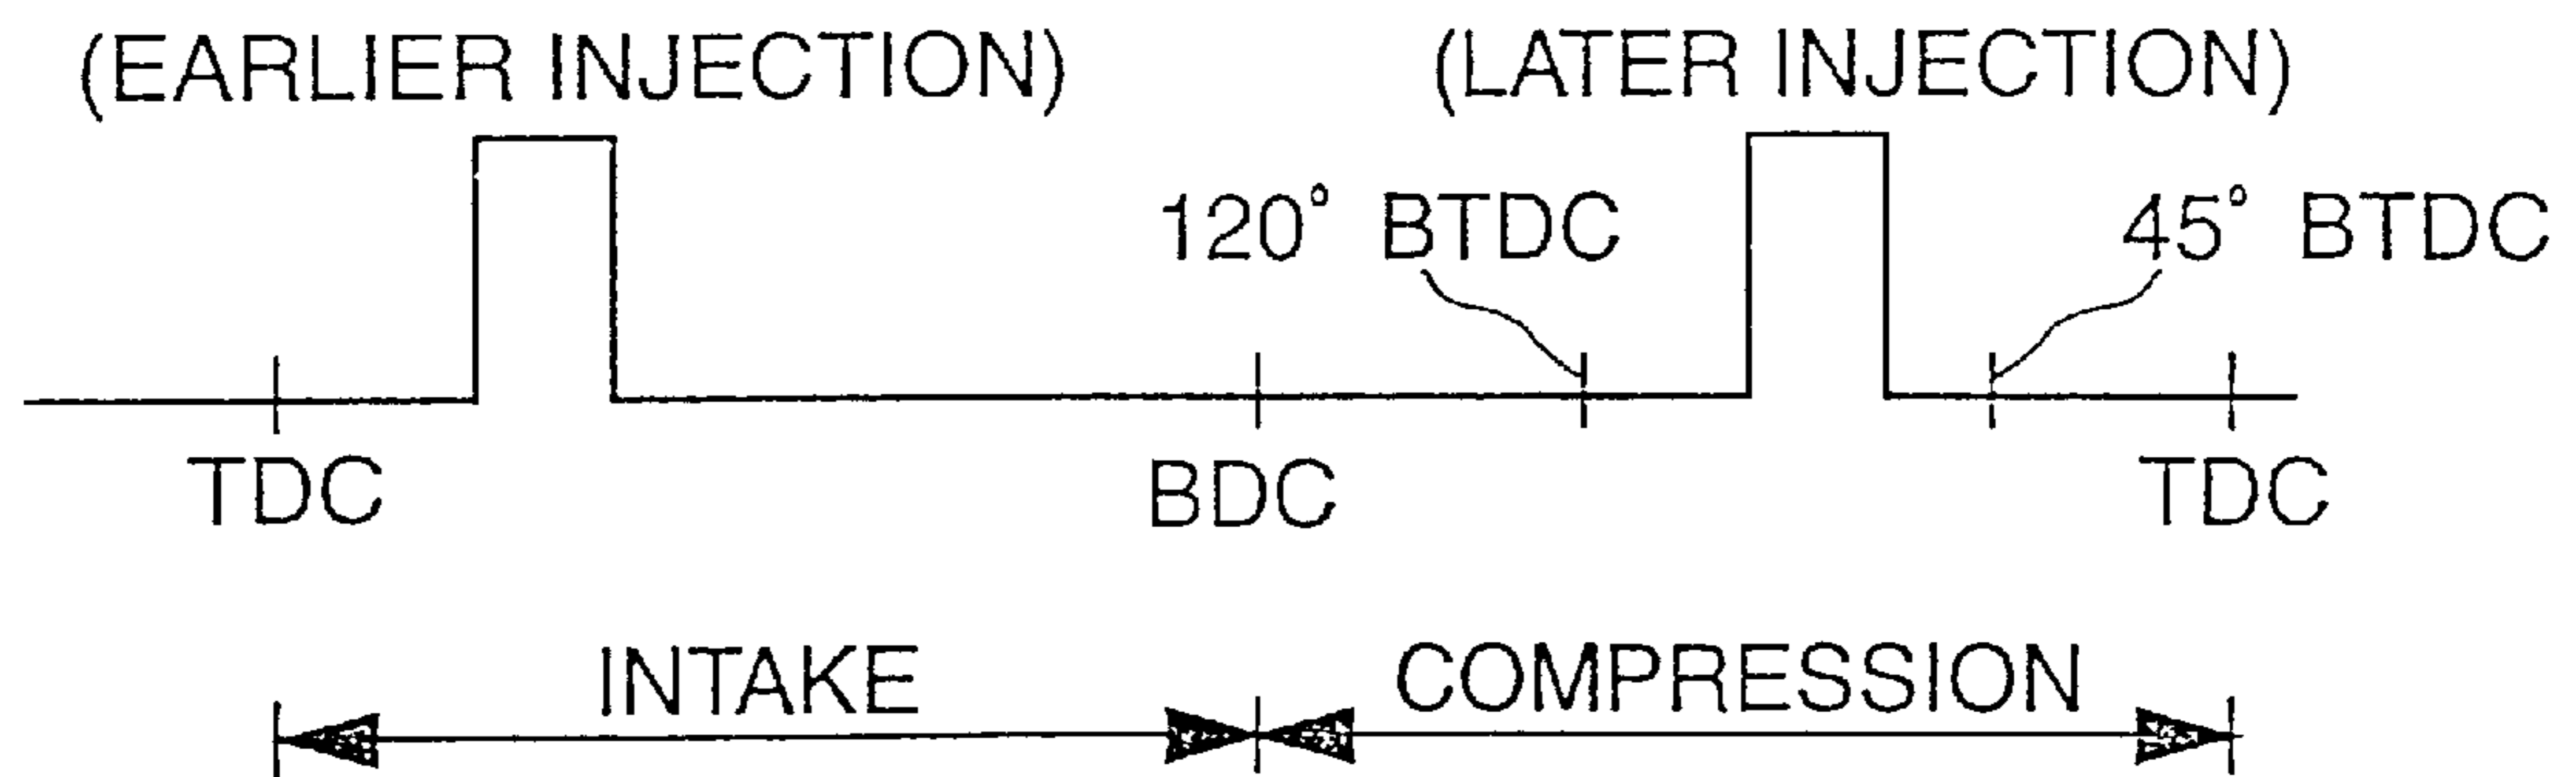 (EARLIER INJECTION) (LATER INJECTION)
120° BTDC 45° BTDC
TDC BDC TDC
INTAKE COMPRESSION